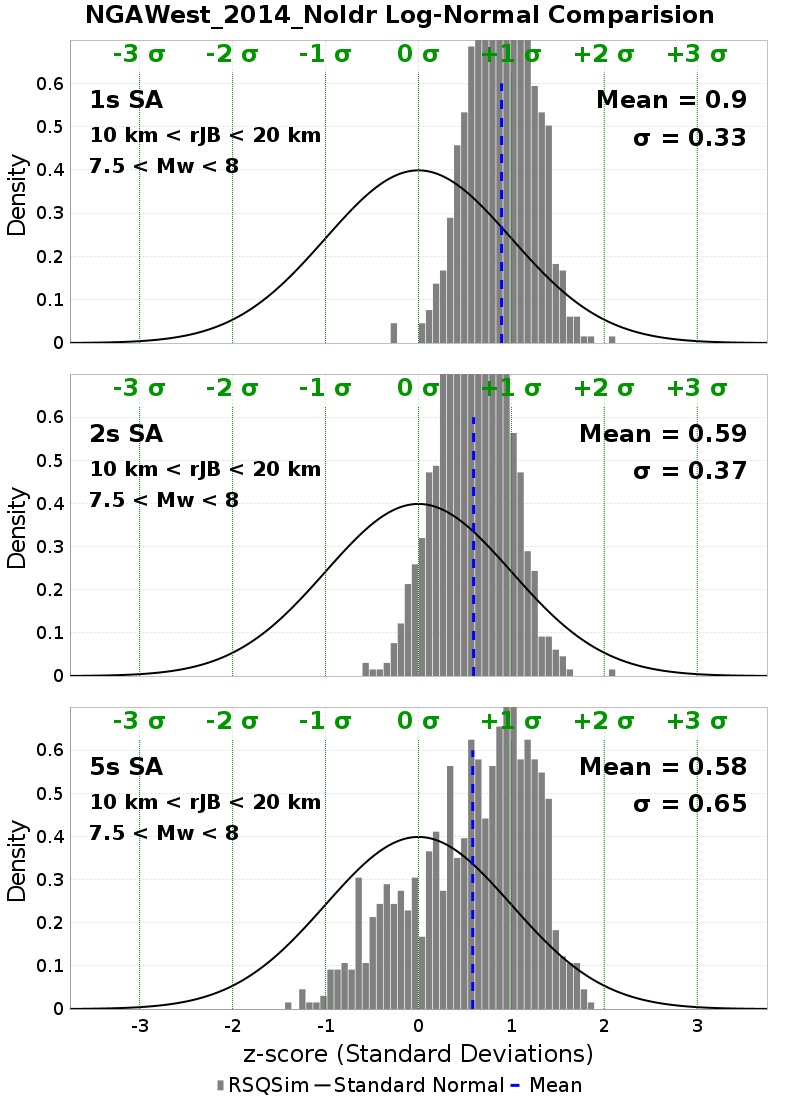 NGAWest_2014_NoIdr Log-Normal Comparision
-3 σ -2 σ -1 σ 0 σ +1 σ +2 σ +3 σ
1s SA
Mean = 0.9
10 km < rJB < 20 km
σ = 0.33
7.5 < Mw < 8
Density
0.6
0.5
0.4
0.3
0.2
0.1
0
-3 σ -2 σ -1 σ 0 σ +1 σ +2 σ +3 σ
2s SA
Mean = 0.59
10 km < rJB < 20 km
σ = 0.37
7.5 < Mw < 8
Density
0.6
0.5
0.4
0.3
0.2
0.1
0
-3 σ -2 σ -1 σ 0 σ +1 σ +2 σ +3 σ
5s SA
Mean = 0.58
10 km < rJB < 20 km
σ = 0.65
7.5 < Mw < 8
Density
0.6
0.5
0.4
0.3
0.2
0.1
0
-3 -2 -1 0 1 2 3
z-score (Standard Deviations)
RSQSim Standard Normal Mean